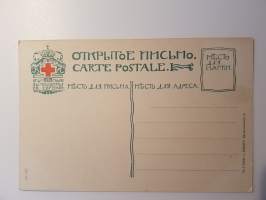 ОТКРЫТОЕ ПИСЬМО.
CARTE POSTALE.
МѢСТО
ДЛЯ
МАРКИ.
МѢСТО ДЛЯ ПИСЬМА.
МѢСТО ДЛЯ АДРЕСА.